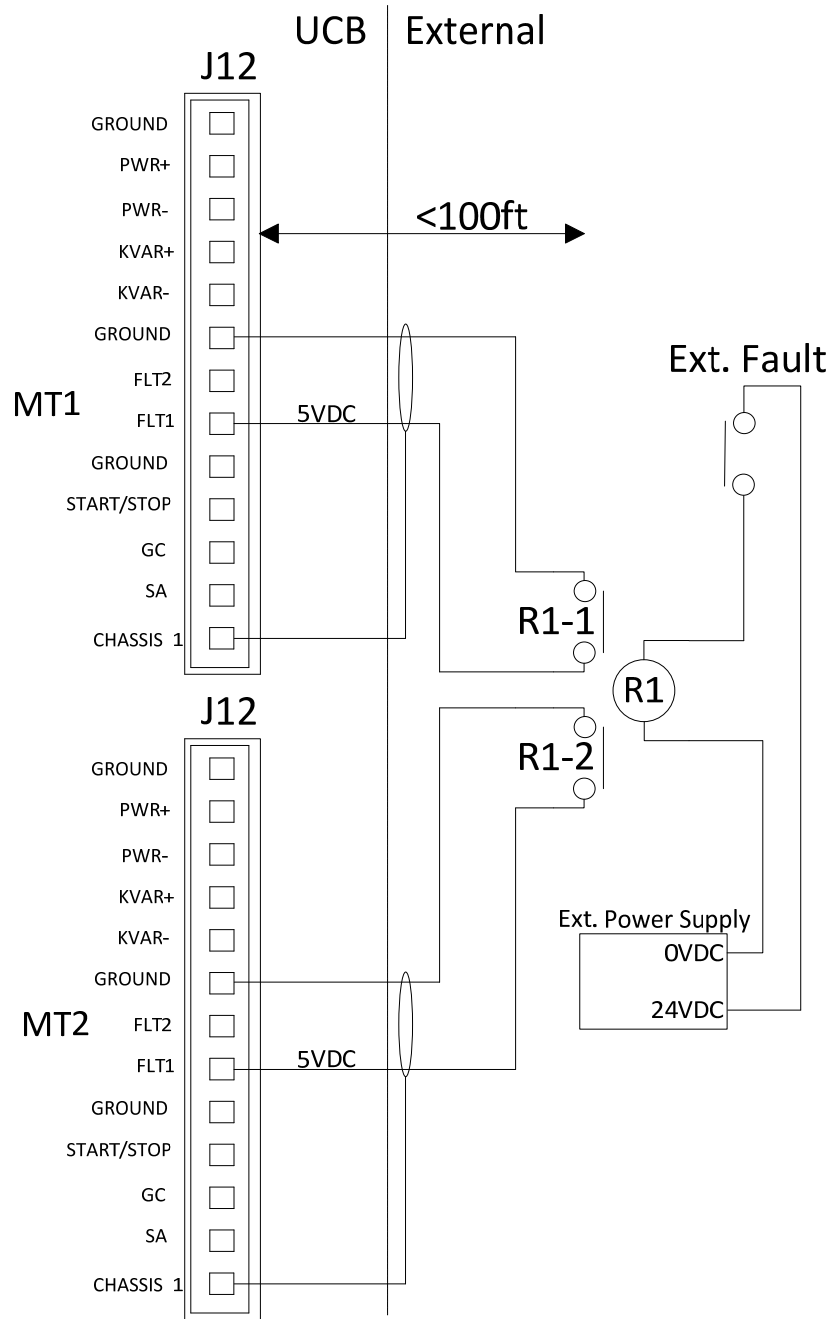 UCB
External
J12
GROUND
PWR+
PWR-
<100ft
KVAR+
KVAR-
GROUND
Ext. Fault
FLT2
MT1
FLT1
5VDC
GROUND
START/STOP
GC
SA
R1-1
CHASSIS 1
R1
J12
R1-2
GROUND
PWR+
PWR-
KVAR+
Ext. Power Supply
KVAR-
0VDC
GROUND
24VDC
FLT2
MT2
FLT1
5VDC
GROUND
START/STOP
GC
SA
CHASSIS 1